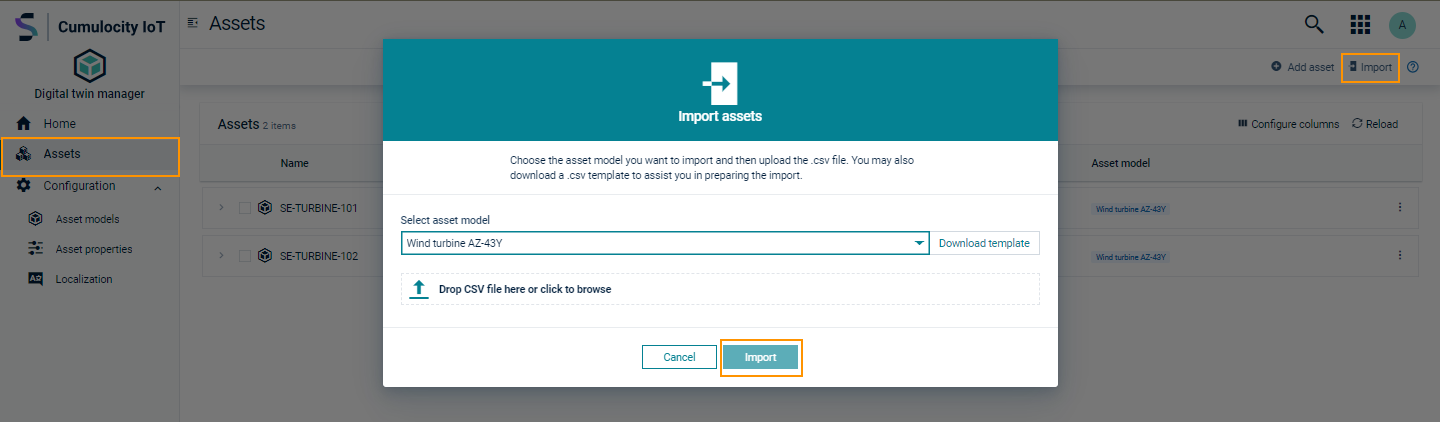 Cumulocity IoT
Digital twin manager
Home
Assets
Configuration
Asset models
Asset properties
Localization
Assets
A
Add asset
Import
Assets 2 items
Configure columns
Reload
Name
Asset model
SE-TURBINE-101
Wind turbine AZ-43Y
SE-TURBINE-102
Wind turbine AZ-43Y
Import assets
Choose the asset model you want to import and then upload the .csv file. You may also
download a .csv template to assist you in preparing the import.
Select asset model
Wind turbine AZ-43Y
Download template
Drop CSV file here or click to browse
Cancel
Import